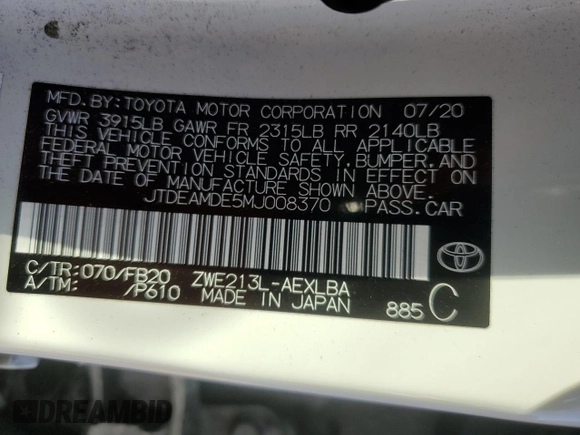 MFD.BY:TOYOTA MOTOR CORPORATION 07/20
GVWR 3915LB GAWR FR 2315LB RR 2140LB
THIS VEHICLE CONFORMS TO ALL APPLICABLE
FEDERAL MOTOR VEHICLE SAFETY,BUMPER,AND
THEFT PREVENTION STANDARDS IN EFFECT ON
THE DATE OF MANUFACTURE SHOWN ABOVE.
JTDEAMDE5MJ008370 PASS.CAR
C/TR:070/FB20 ZWE213L-AEXLBA
A/TM: /P610 MADE IN JAPAN 885 C
TOYOTA
DREAMBID